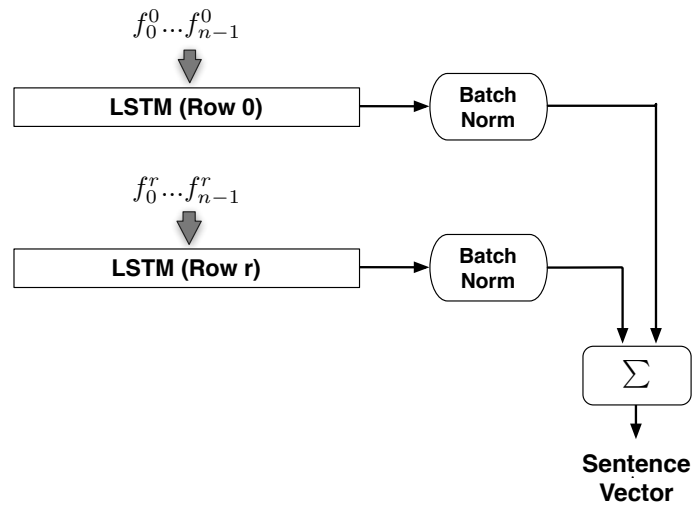 f_0^0...f_{n-1}^0
LSTM (Row 0)
Batch
Norm
f_0^r...f_{n-1}^r
LSTM (Row r)
Batch
Norm
∑
Sentence
Vector